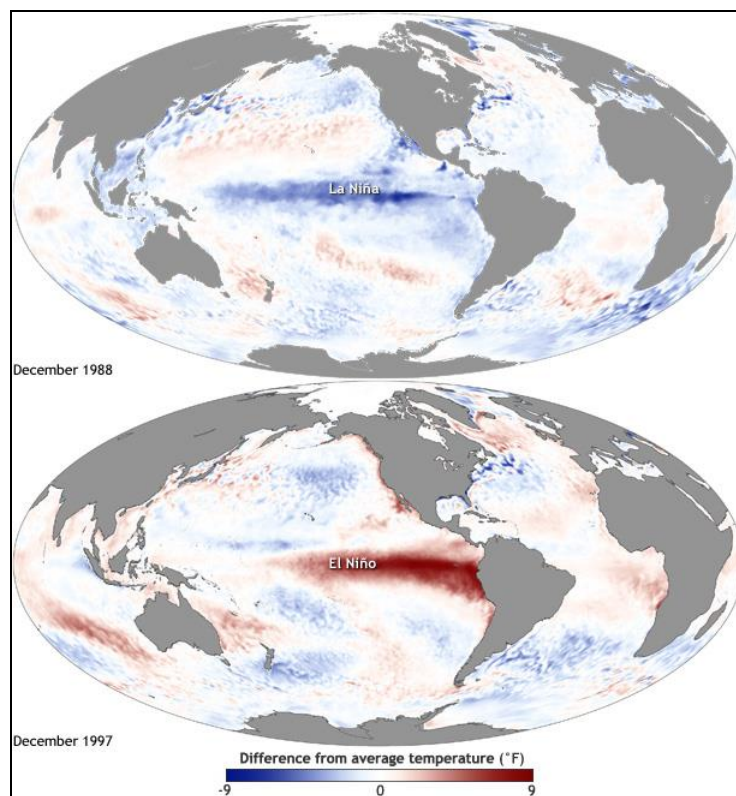 La Niña
December 1988
El Niño
December 1997
Difference from average temperature (°F)
-9 0 9